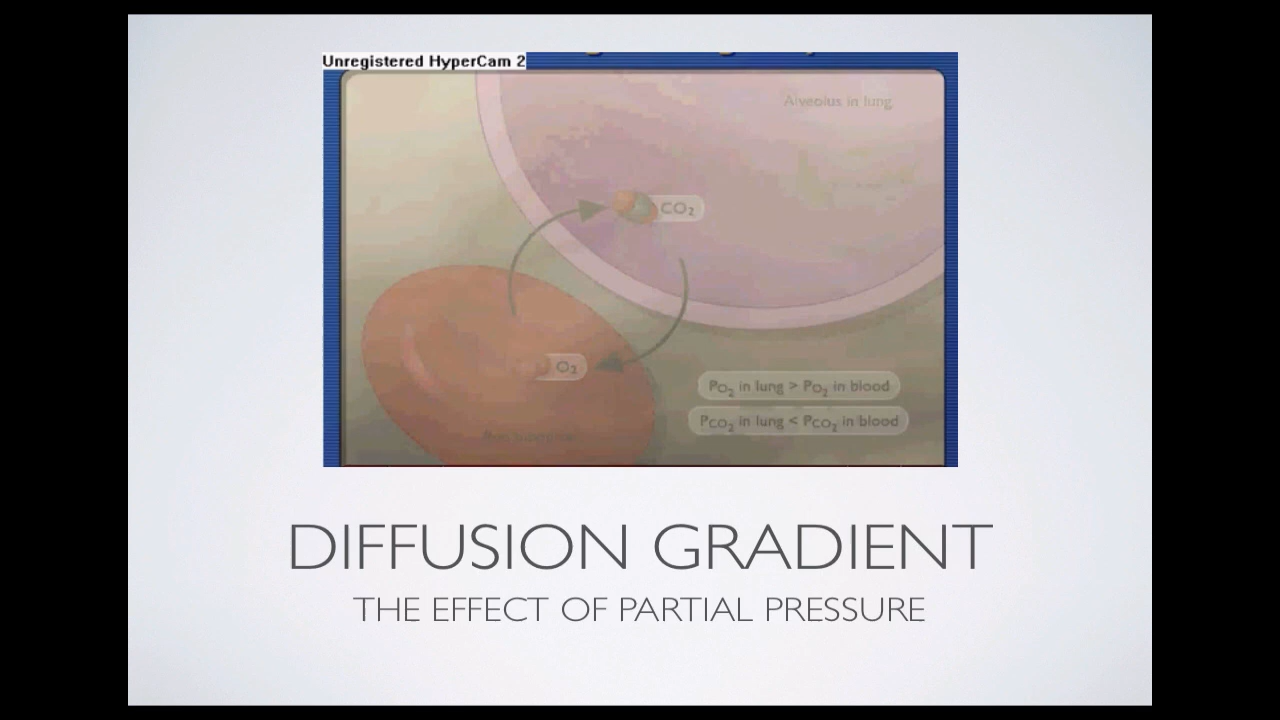 Unregistered HyperCam 2
Alveolus in lung
CO₂
O₂
PO₂ in lung > PO₂ in blood
PCO₂ in lung < PCO₂ in blood
DIFFUSION GRADIENT
THE EFFECT OF PARTIAL PRESSURE